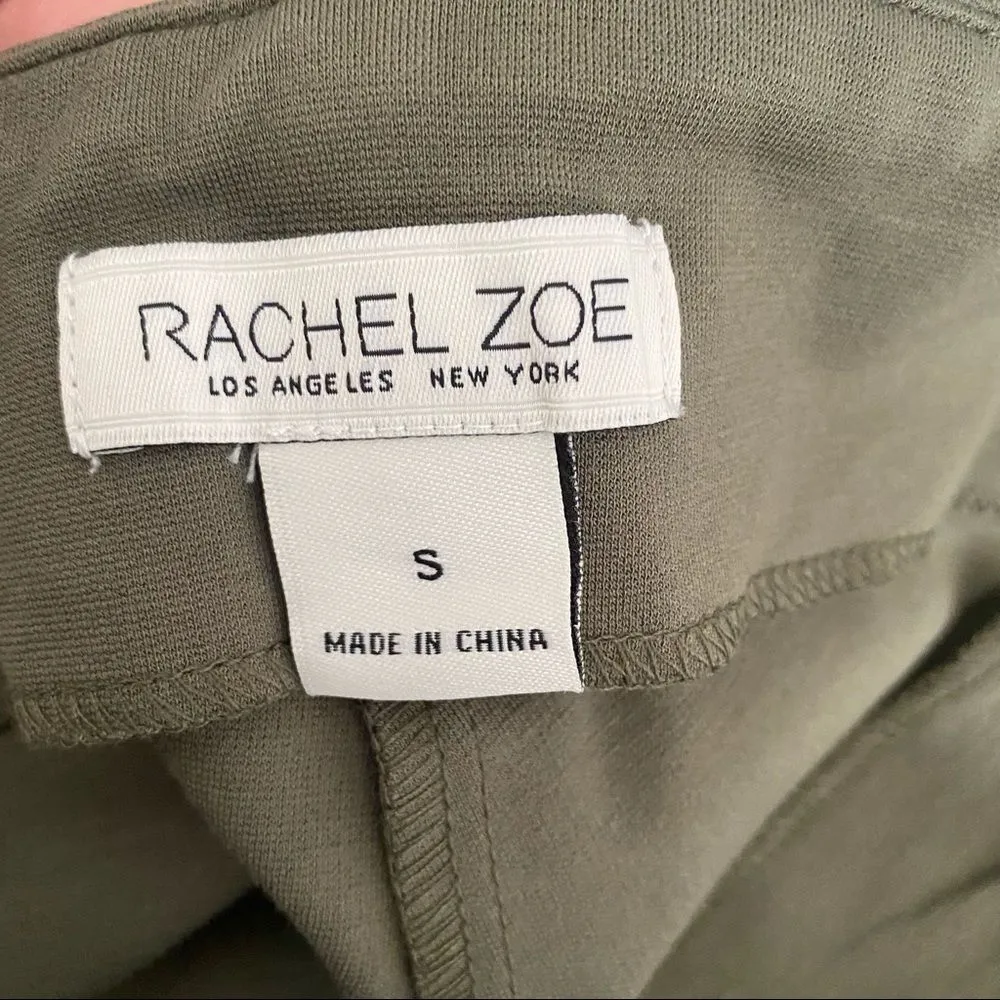 RACHEL ZOE
LOS ANGELES NEW YORK
S
MADE IN CHINA